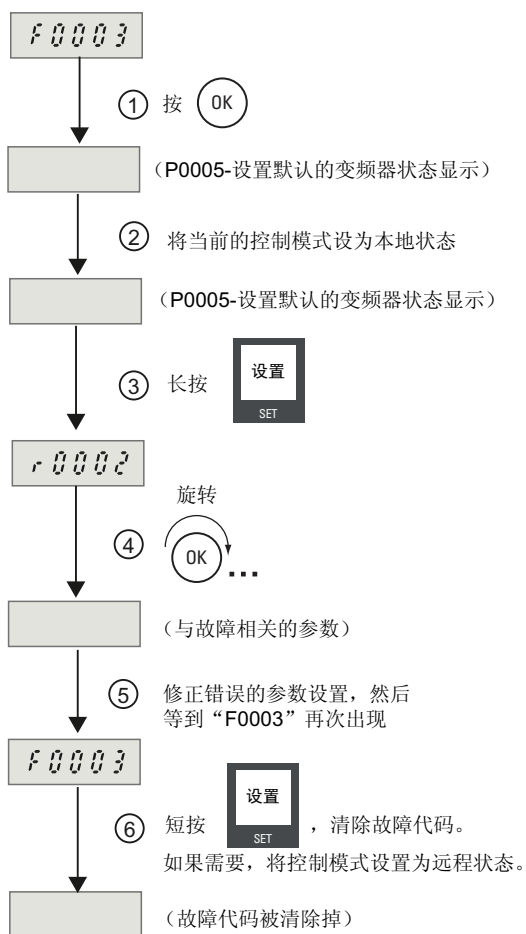 F0003
① 按 OK
（P0005-设置默认的变频器状态显示）
② 将当前的控制模式设为本地状态
（P0005-设置默认的变频器状态显示）
③ 长按 设置
SET
r0002
旋转
④ OK ...
（与故障相关的参数）
⑤ 修正错误的参数设置，然后
等到“F0003”再次出现
F0003
⑥ 短按 设置 ，清除故障代码。
SET
如果需要，将控制模式设置为远程状态。
（故障代码被清除掉）